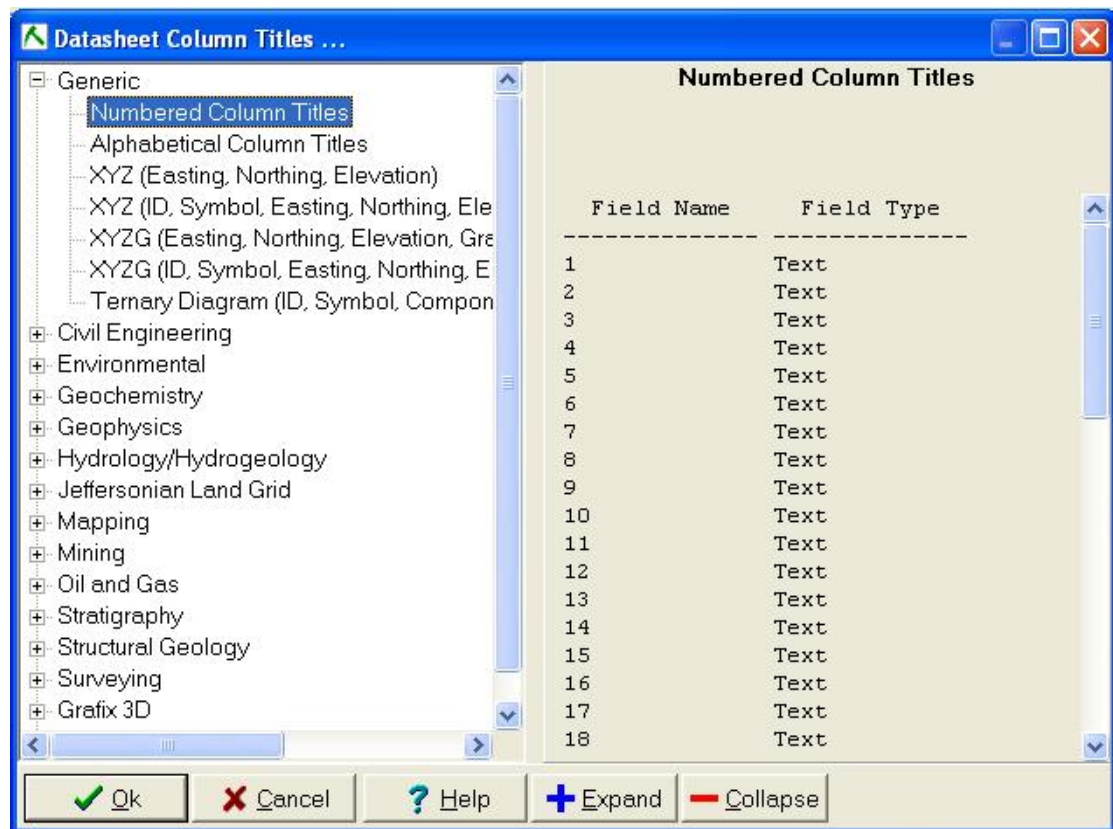 Datasheet Column Titles ...
Generic
Numbered Column Titles
Alphabetical Column Titles
XYZ (Easting, Northing, Elevation)
XYZ (ID, Symbol, Easting, Northing, Ele
XYZG (Easting, Northing, Elevation, Gra
XYZG (ID, Symbol, Easting, Northing, E
Ternary Diagram (ID, Symbol, Compon
Civil Engineering
Environmental
Geochemistry
Geophysics
Hydrology/Hydrogeology
Jeffersonian Land Grid
Mapping
Mining
Oil and Gas
Stratigraphy
Structural Geology
Surveying
Grafix 3D
Numbered Column Titles
Field Name Field Type
-------------- --------------
1 Text
2 Text
3 Text
4 Text
5 Text
6 Text
7 Text
8 Text
9 Text
10 Text
11 Text
12 Text
13 Text
14 Text
15 Text
16 Text
17 Text
18 Text
Ok Cancel Help Expand Collapse